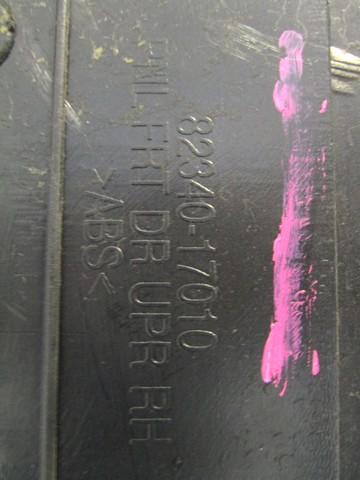 82340-17010
PNL FRT DR UPR RH
>ABS<